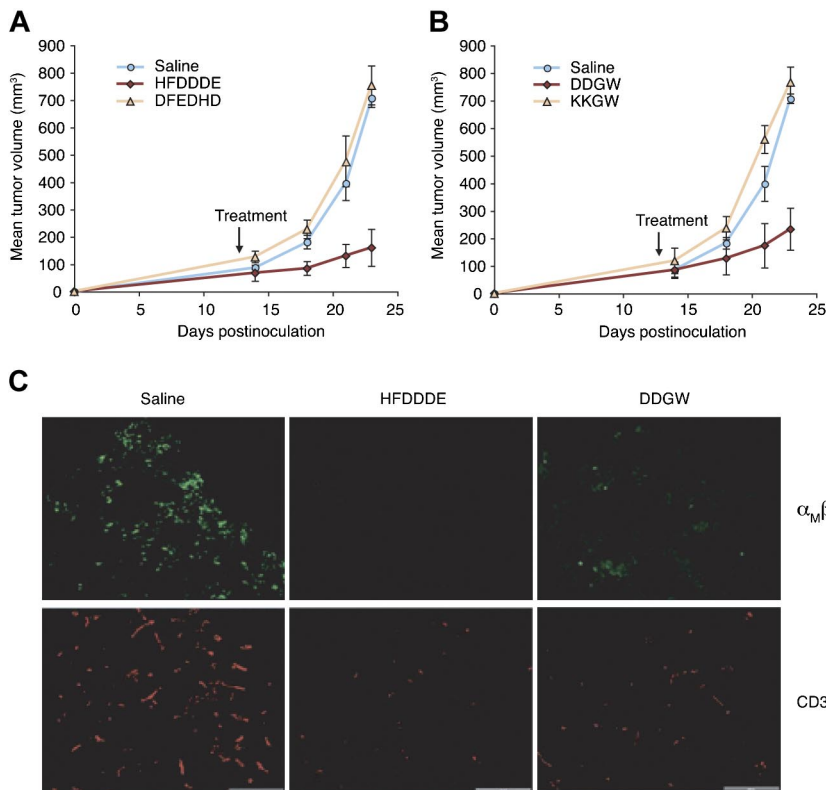 A
Mean tumor volume (mm³)
900
800
700
600
500
400
300
200
100
0
Saline
HFDDDE
DFEDHD
Treatment
0 5 10 15 20 25
Days postinoculation
B
Mean tumor volume (mm³)
900
800
700
600
500
400
300
200
100
0
Saline
DDGW
KKGW
Treatment
0 5 10 15 20 25
Days postinoculation
C
Saline HFDDDE DDGW
αMβ
CD3